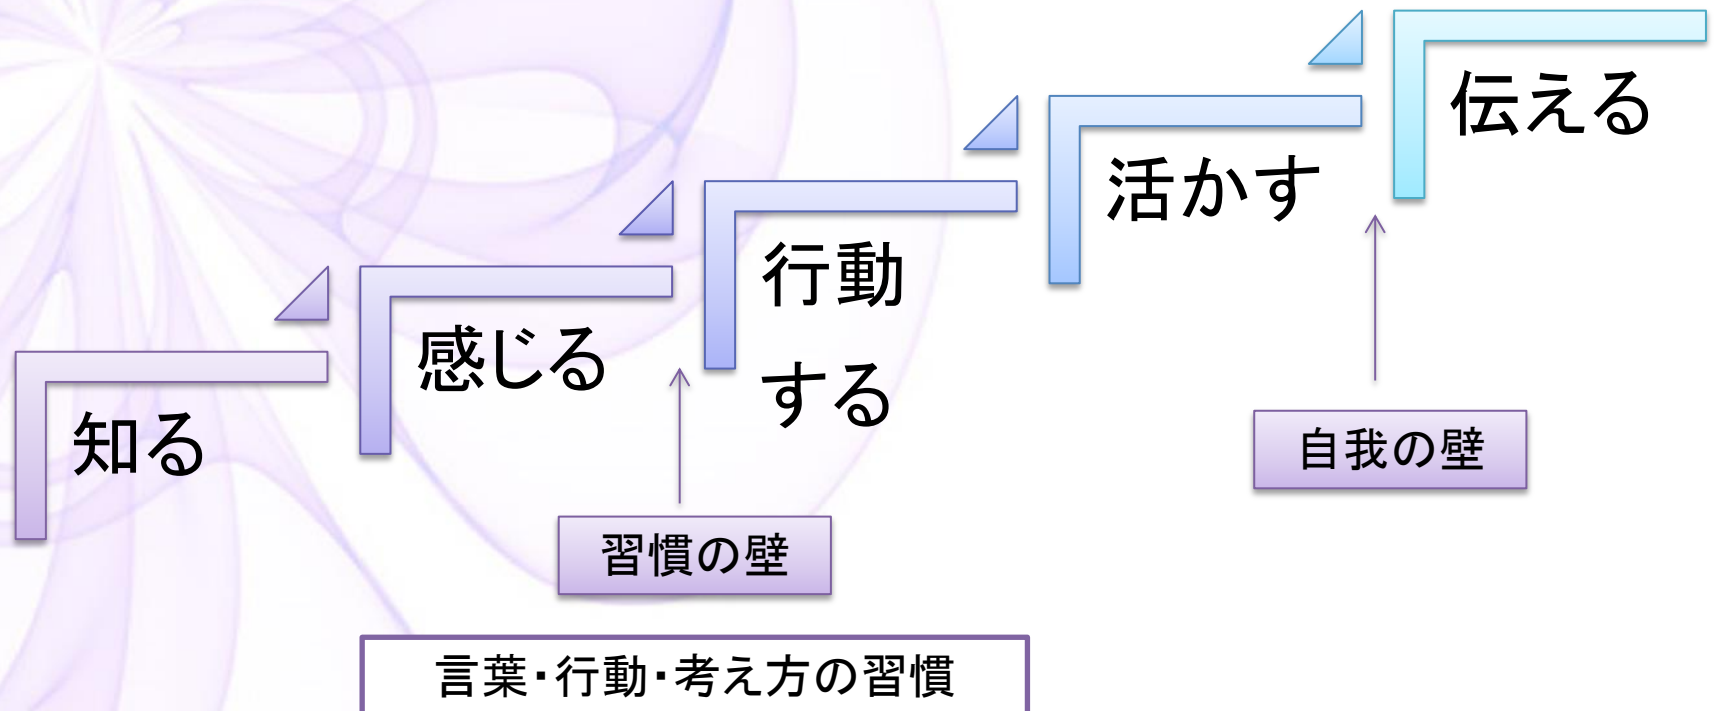 知る
感じる
行動
する
活かす
伝える
習慣の壁
自我の壁
言葉・行動・考え方の習慣